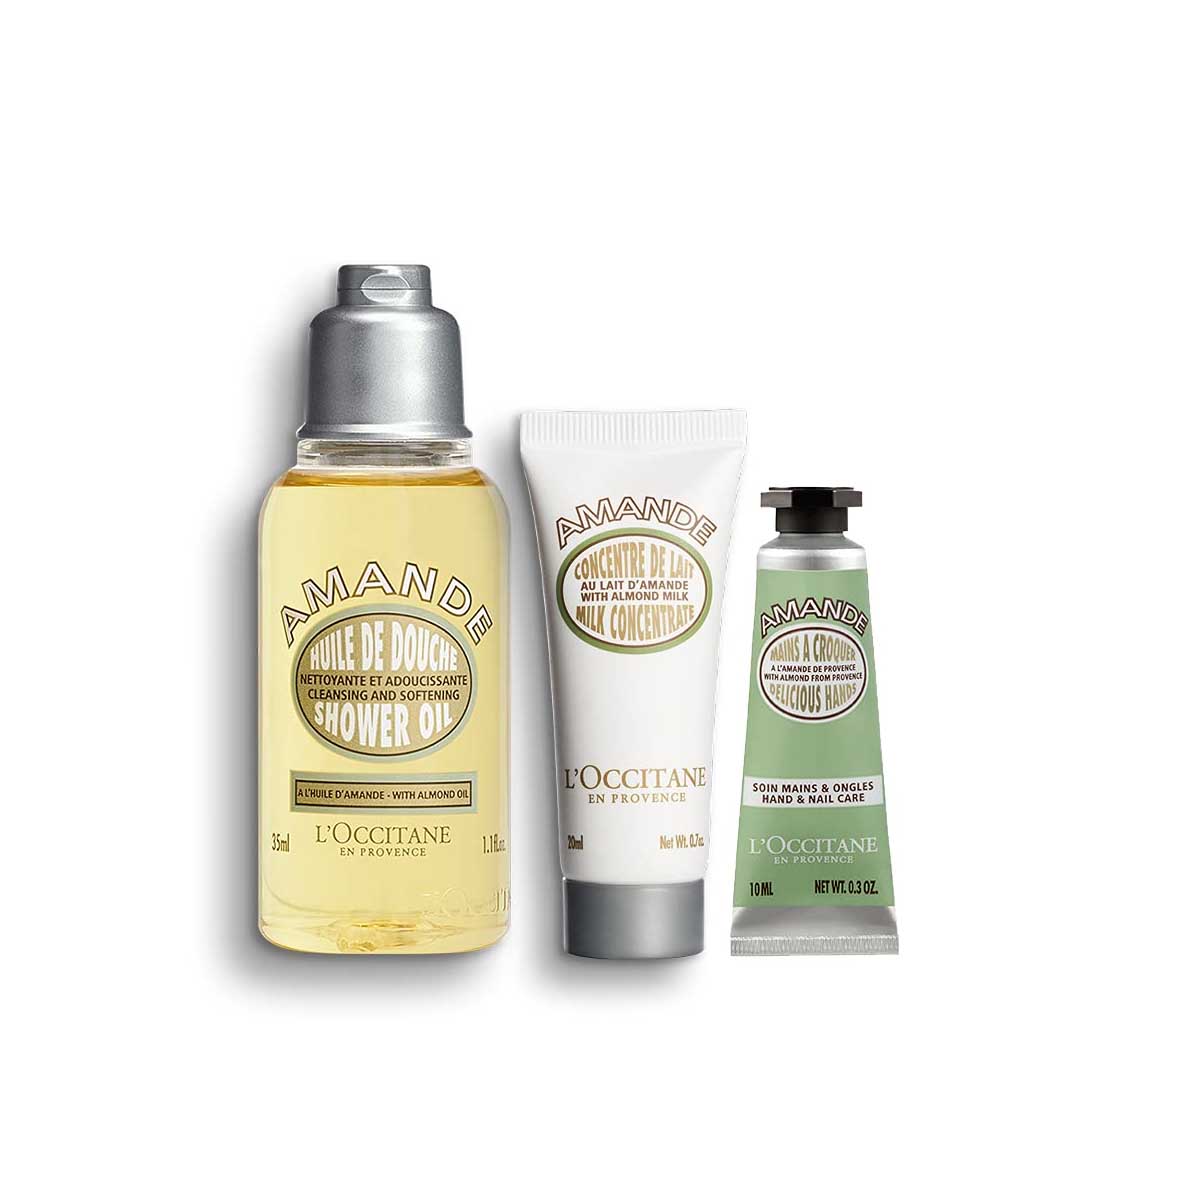 AMANDE
HUILE DE DOUCHE
NETTOYANTE ET ADOUCISSANTE
CLEANSING AND SOFTENING
SHOWER OIL
A L'HUILE D'AMANDE - WITH ALMOND OIL
L'OCCITANE
EN PROVENCE
35ml 1.1fl.oz.
AMANDE
CONCENTRE DE LAIT
AU LAIT D'AMANDE
WITH ALMOND MILK
MILK CONCENTRATE
L'OCCITANE
EN PROVENCE
20ml Net Wt. 0.7oz.
AMANDE
MAINS A CROQUER
A L'AMANDE DE PROVENCE
WITH ALMOND FROM PROVENCE
DELICIOUS HANDS
SOIN MAINS & ONGLES
HAND & NAIL CARE
L'OCCITANE
EN PROVENCE
10 ML NET WT. 0.3 OZ.